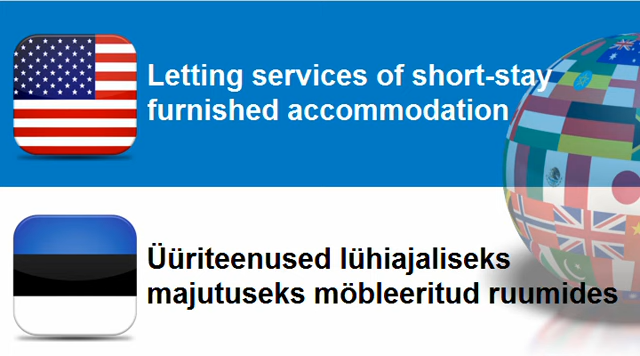 Letting services of short-stay
furnished accommodation
Üüriteenused lühiajaliseks
majutuseks möbleeritud ruumides